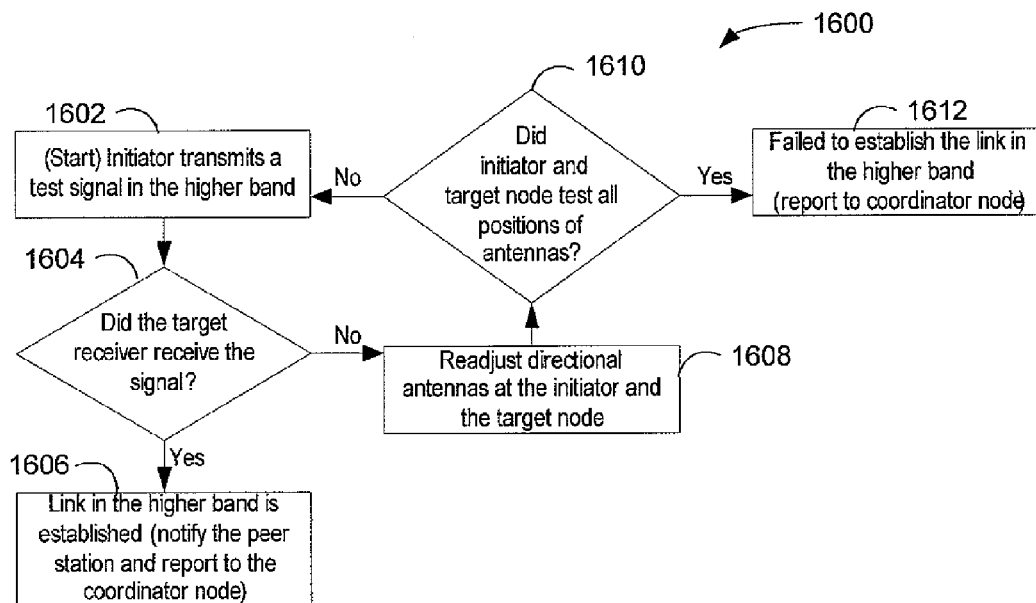 1600
1610
1602
(Start) Initiator transmits a
test signal in the higher band
No
Did
initiator and
target node test all
positions of
antennas?
Yes
1612
Failed to establish the link in
the higher band
(report to coordinator node)
1604
Did the target
receiver receive the
signal?
No
Readjust directional
antennas at the initiator and
the target node
1608
Yes
1606
Link in the higher band is
established (notify the peer
station and report to the
coordinator node)